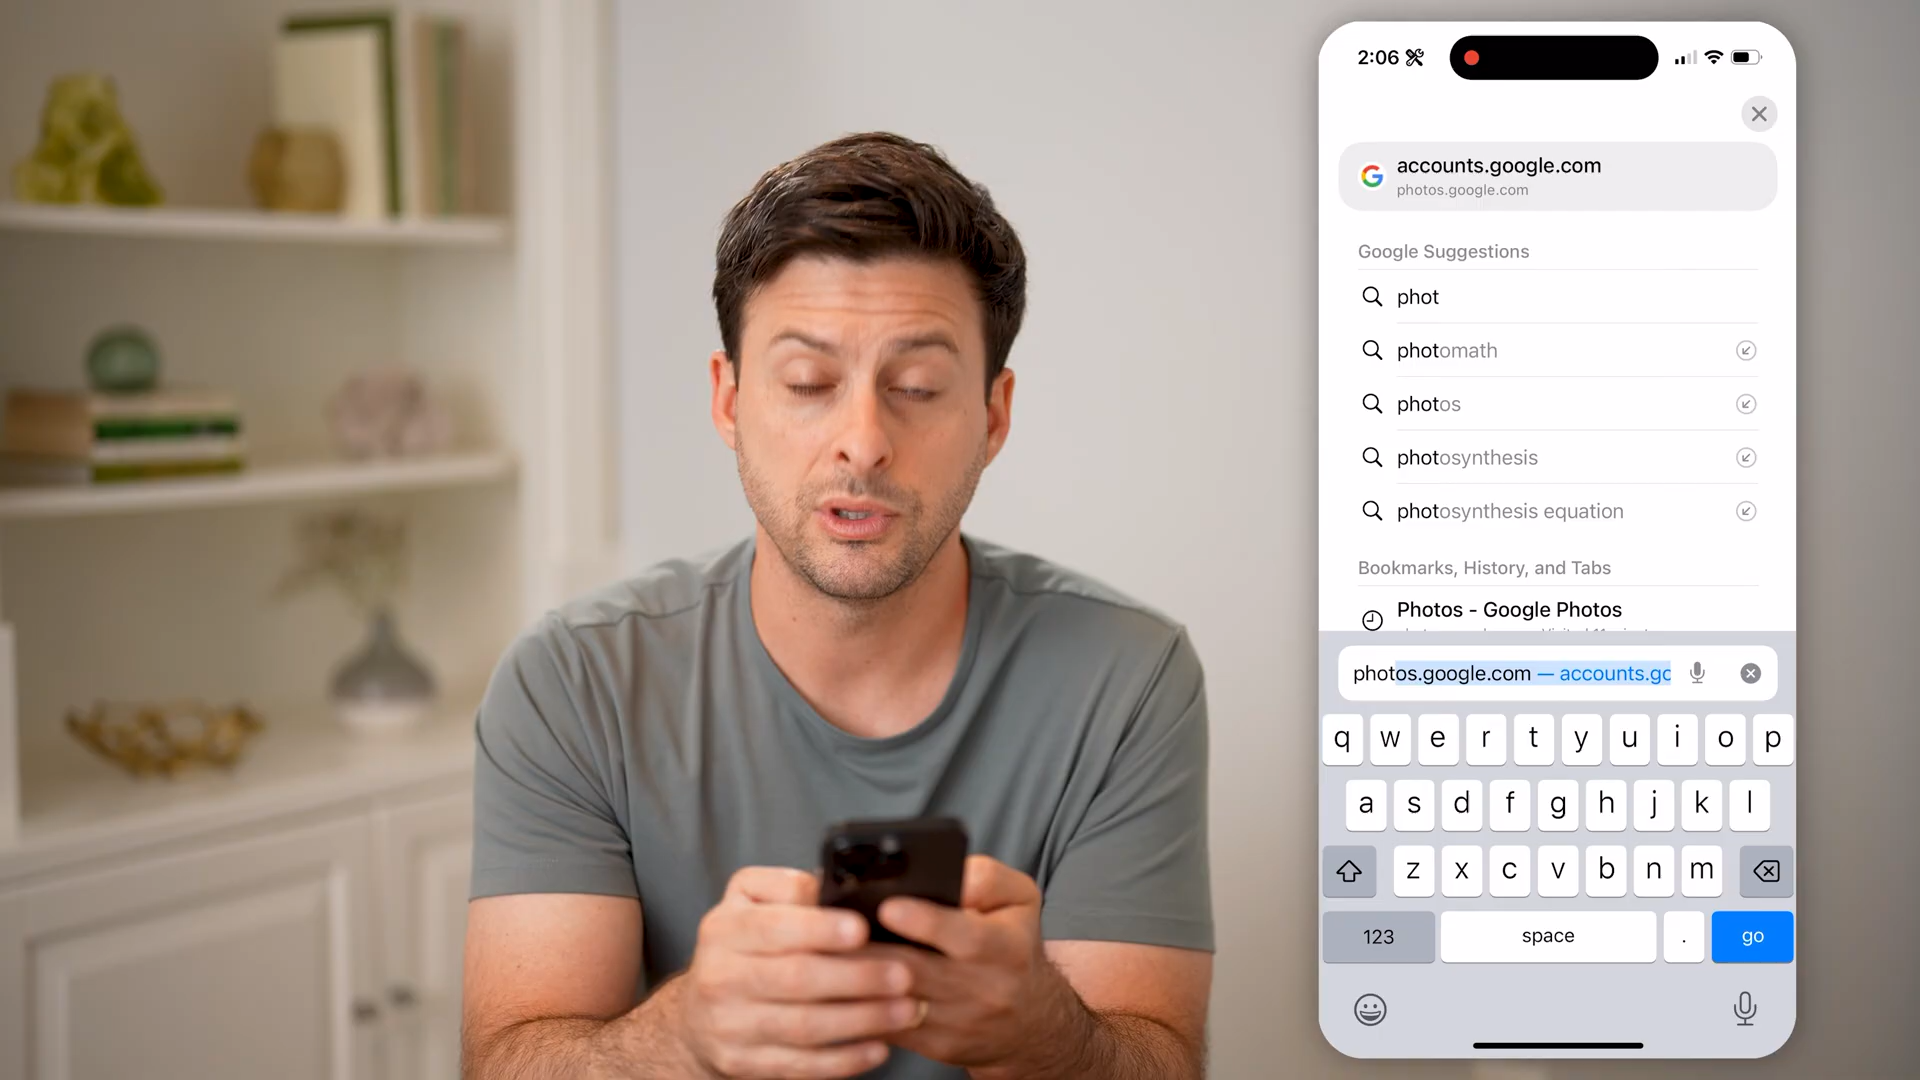 2:06
accounts.google.com
photos.google.com
Google Suggestions
phot
photomath
photos
photosynthesis
photosynthesis equation
Bookmarks, History, and Tabs
Photos - Google Photos
photos.google.com — accounts.gc
q w e r t y u i o p
a s d f g h j k l
z x c v b n m
123 space . go